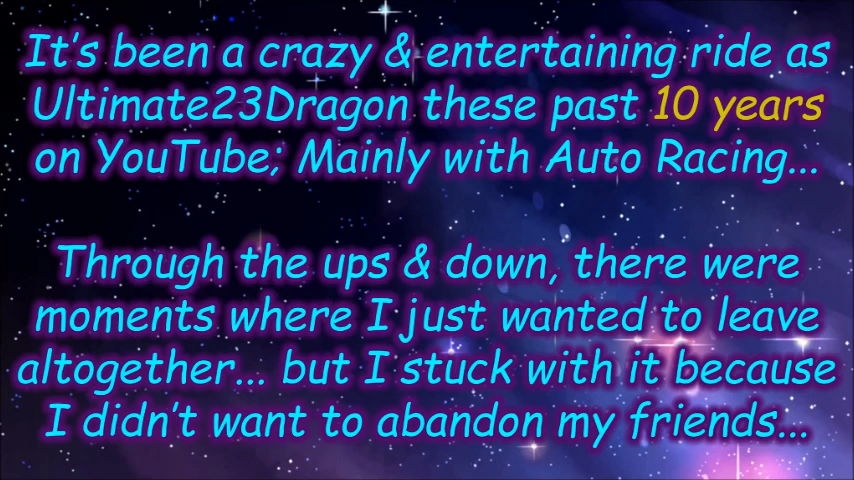 It's been a crazy & entertaining ride as
Ultimate23Dragon these past 10 years
on YouTube; Mainly with Auto Racing...
Through the ups & down, there were
moments where I just wanted to leave
altogether... but I stuck with it because
I didn't want to abandon my friends...